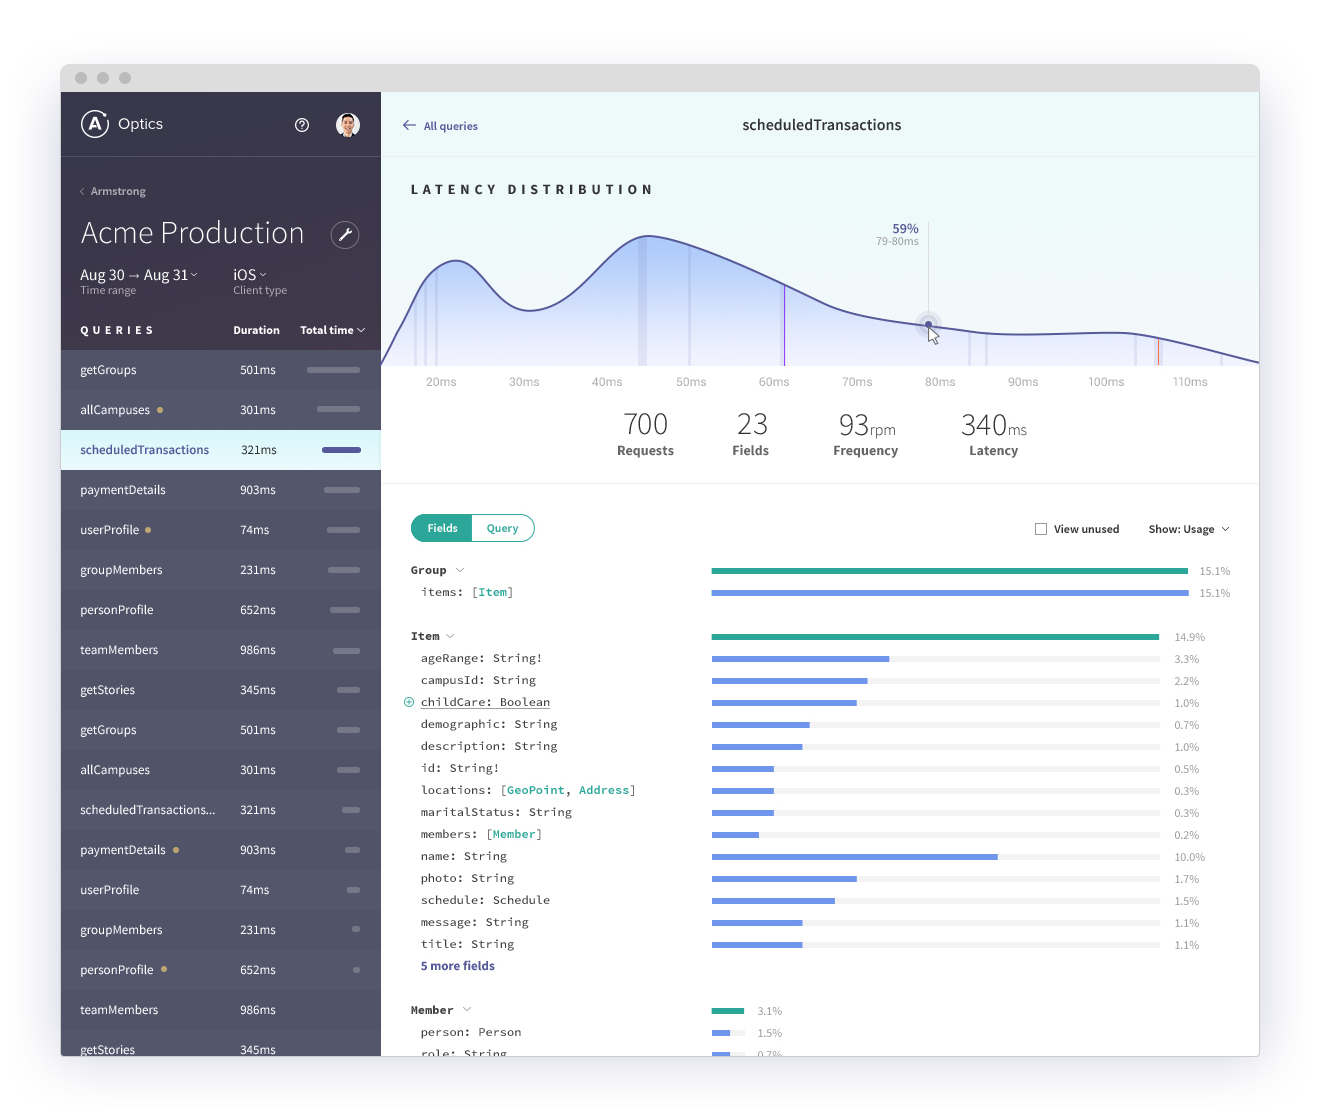 Optics
Armstrong
Acme Production
Aug 30 → Aug 31
iOS
Time range
Client type
QUERIES Duration Total time
getGroups 501ms
allCampuses 301ms
scheduledTransactions 321ms
paymentDetails 903ms
userProfile 74ms
groupMembers 231ms
personProfile 652ms
teamMembers 986ms
getStories 345ms
getGroups 501ms
allCampuses 301ms
scheduledTransactions... 321ms
paymentDetails 903ms
userProfile 74ms
groupMembers 231ms
personProfile 652ms
teamMembers 986ms
getStories 345ms
← All queries
scheduledTransactions
LATENCY DISTRIBUTION
59%
79-80ms
20ms 30ms 40ms 50ms 60ms 70ms 80ms 90ms 100ms 110ms
700 23 93rpm 340ms
Requests Fields Frequency Latency
Fields Query View unused Show: Usage
Group 15.1%
items: [Item] 15.1%
Item 14.9%
ageRange: String! 3.3%
campusId: String 2.2%
childCare: Boolean 1.0%
demographic: String 0.7%
description: String 1.0%
id: String! 0.5%
locations: [GeoPoint, Address] 0.3%
maritalStatus: String 0.3%
members: [Member] 0.2%
name: String 10.0%
photo: String 1.7%
schedule: Schedule 1.5%
message: String 1.1%
title: String 1.1%
5 more fields
Member 3.1%
person: Person 1.5%
role: String 0.7%